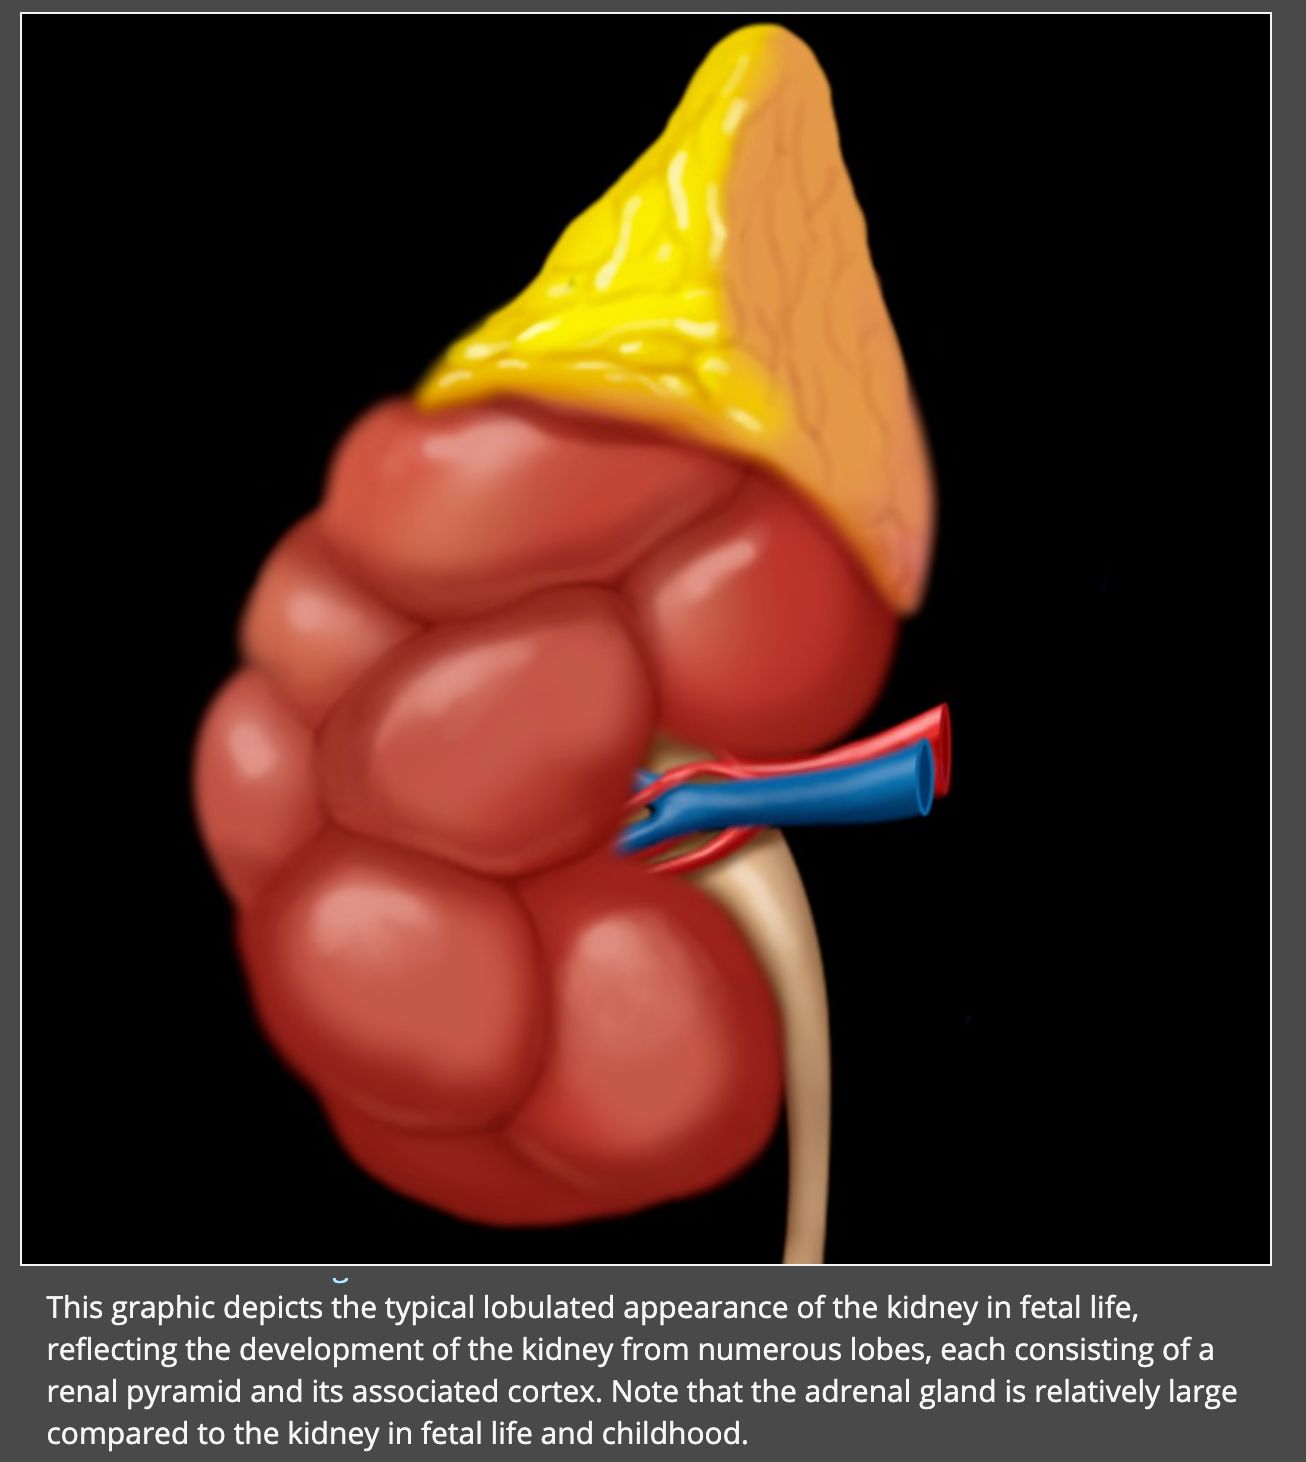 This graphic depicts the typical lobulated appearance of the kidney in fetal life,
reflecting the development of the kidney from numerous lobes, each consisting of a
renal pyramid and its associated cortex. Note that the adrenal gland is relatively large
compared to the kidney in fetal life and childhood.